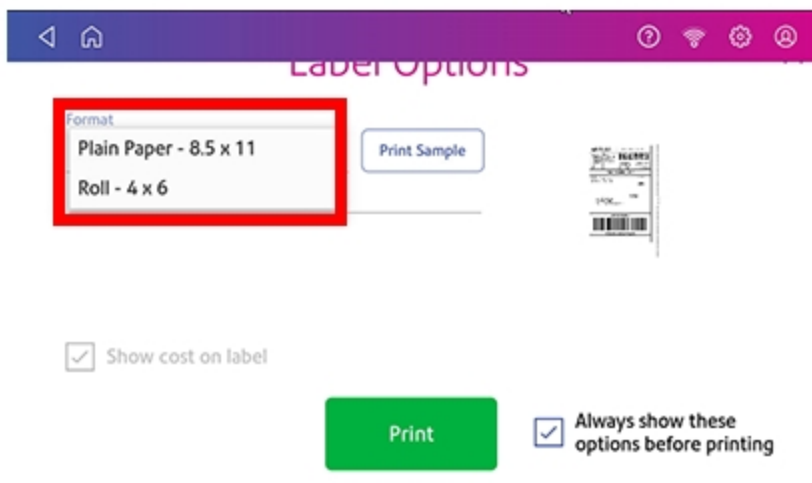 Label Options
Format
Plain Paper - 8.5 x 11
Roll - 4 x 6
Print Sample
Show cost on label
Print
Always show these
options before printing